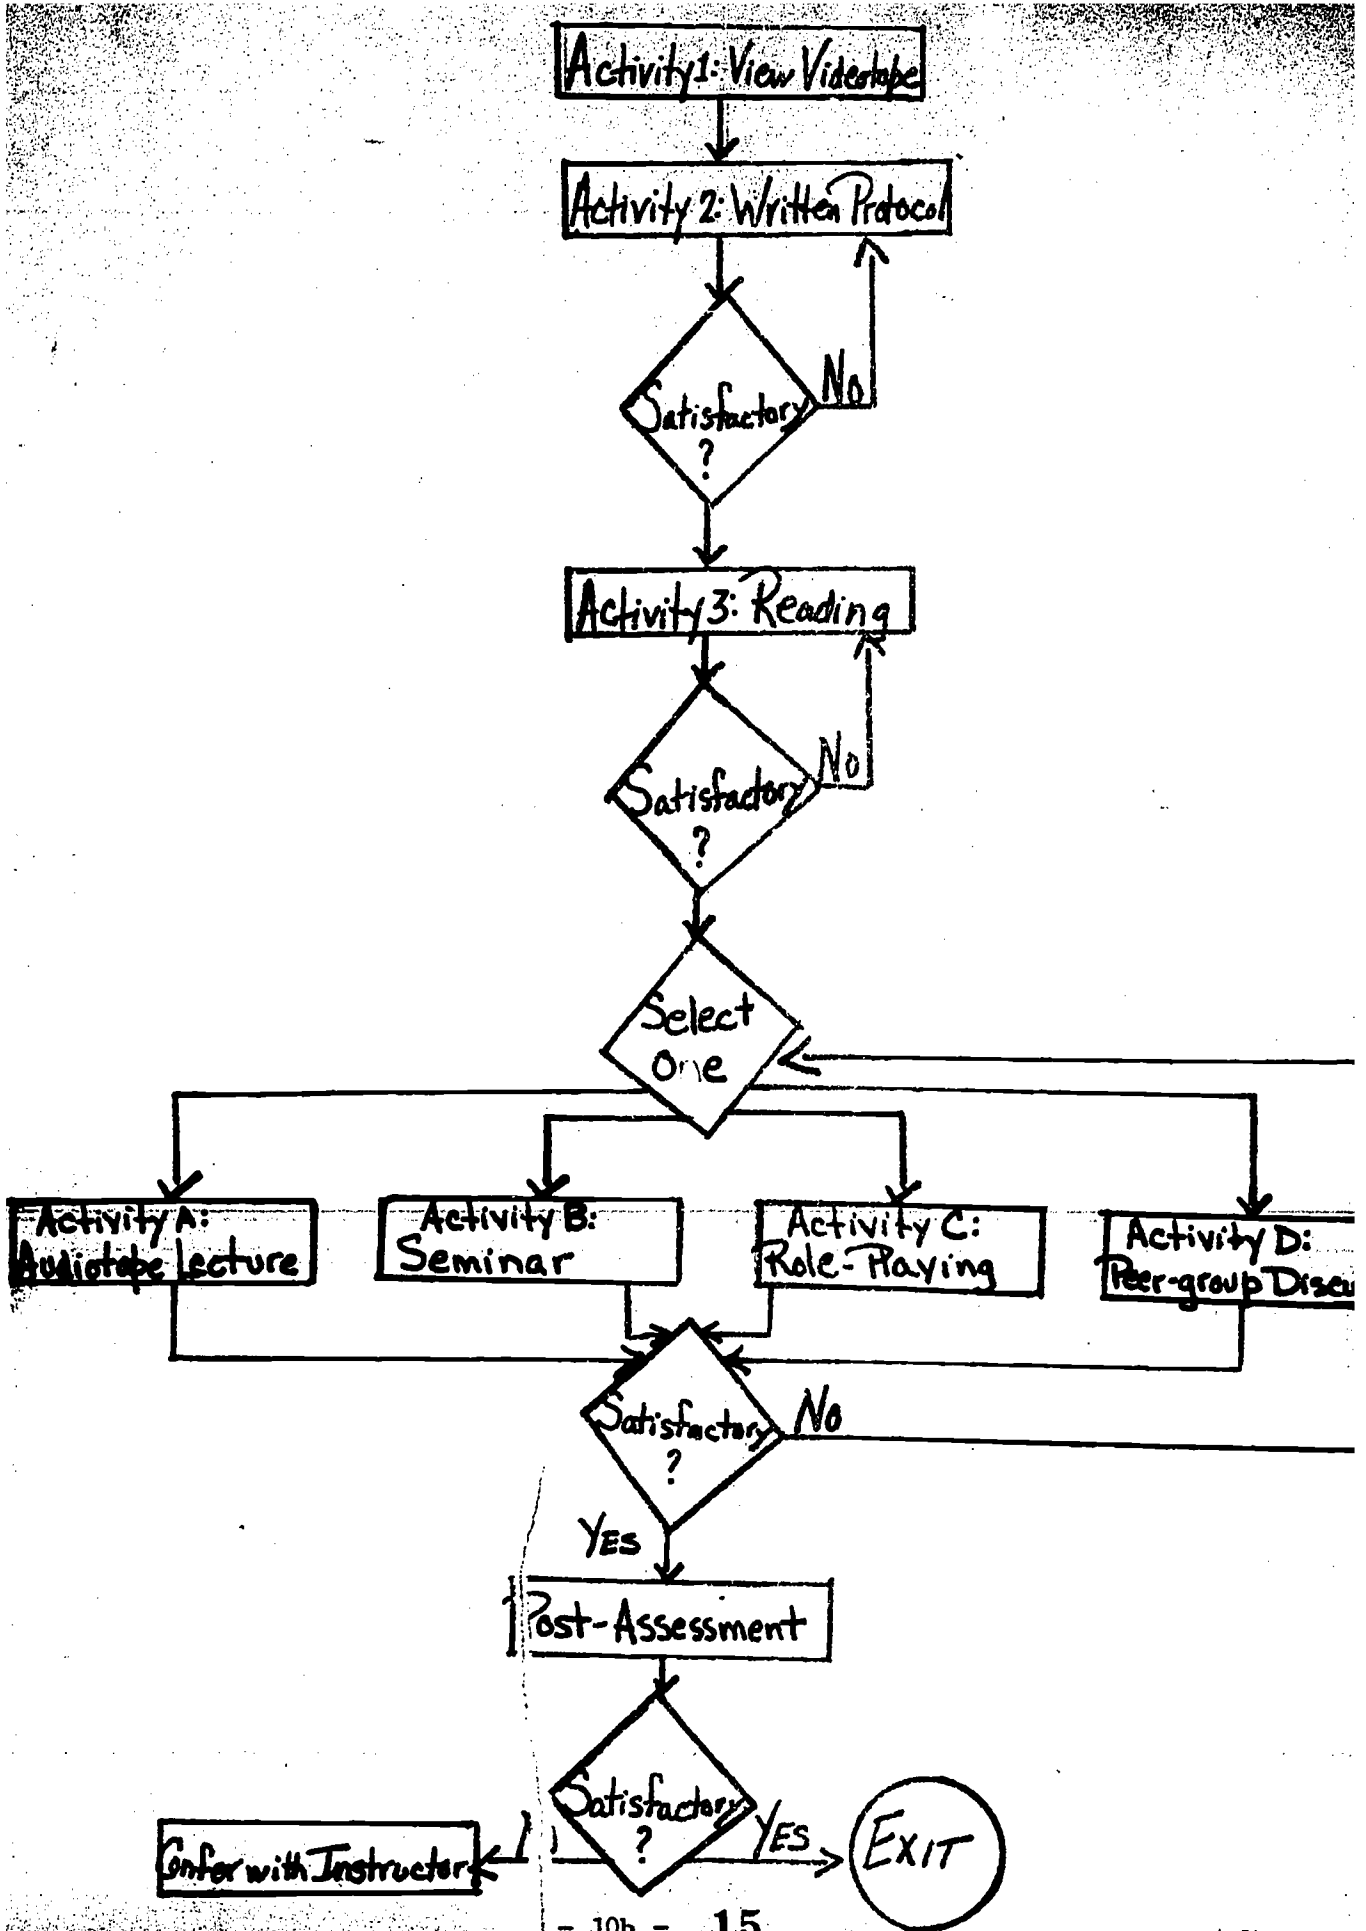 Activity 1: View Videotape
Activity 2: Written Protocol
Satisfactory
?
No
Activity 3: Reading
Satisfactory
?
No
Select
One
Activity A:
Audiotape Lecture
Activity B:
Seminar
Activity C:
Role-Playing
Activity D:
Peer-group Discu
Satisfactory
?
No
YES
Post-Assessment
Satisfactory
?
YES
EXIT
Confer with Instructor
- 10b - 15